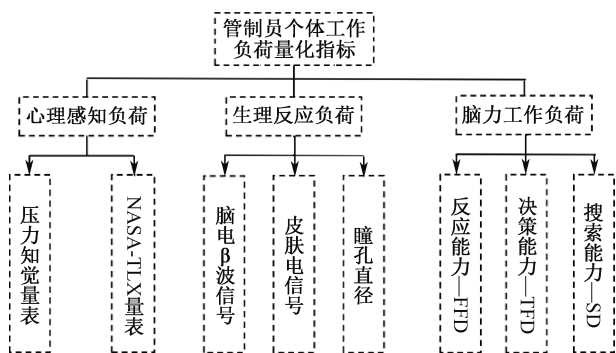 管制员个体工作
负荷量化指标
心理感知负荷
生理反应负荷
脑力工作负荷
压力知觉量表
NASA-TLX量表
脑电β波信号
皮肤电信号
瞳孔直径
反应能力—FFD
决策能力—TFD
搜索能力—SD